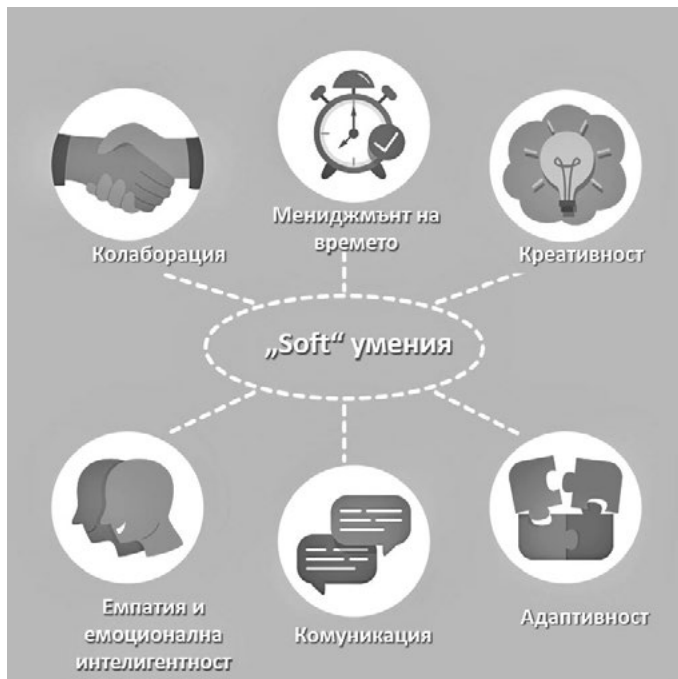 Колаборация
Мениджмънт на
времето
Креативност
„Soft“ умения
Емпатия и
емоционална
интелигентност
Комуникация
Адаптивност